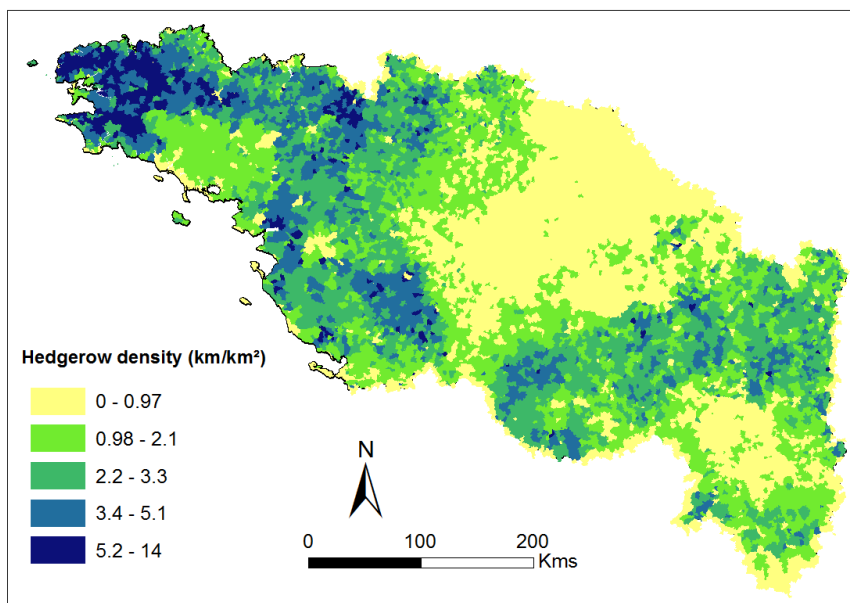 Hedgerow density (km/km²)
0 - 0.97
0.98 - 2.1
2.2 - 3.3
3.4 - 5.1
5.2 - 14
N
0 100 200
Kms